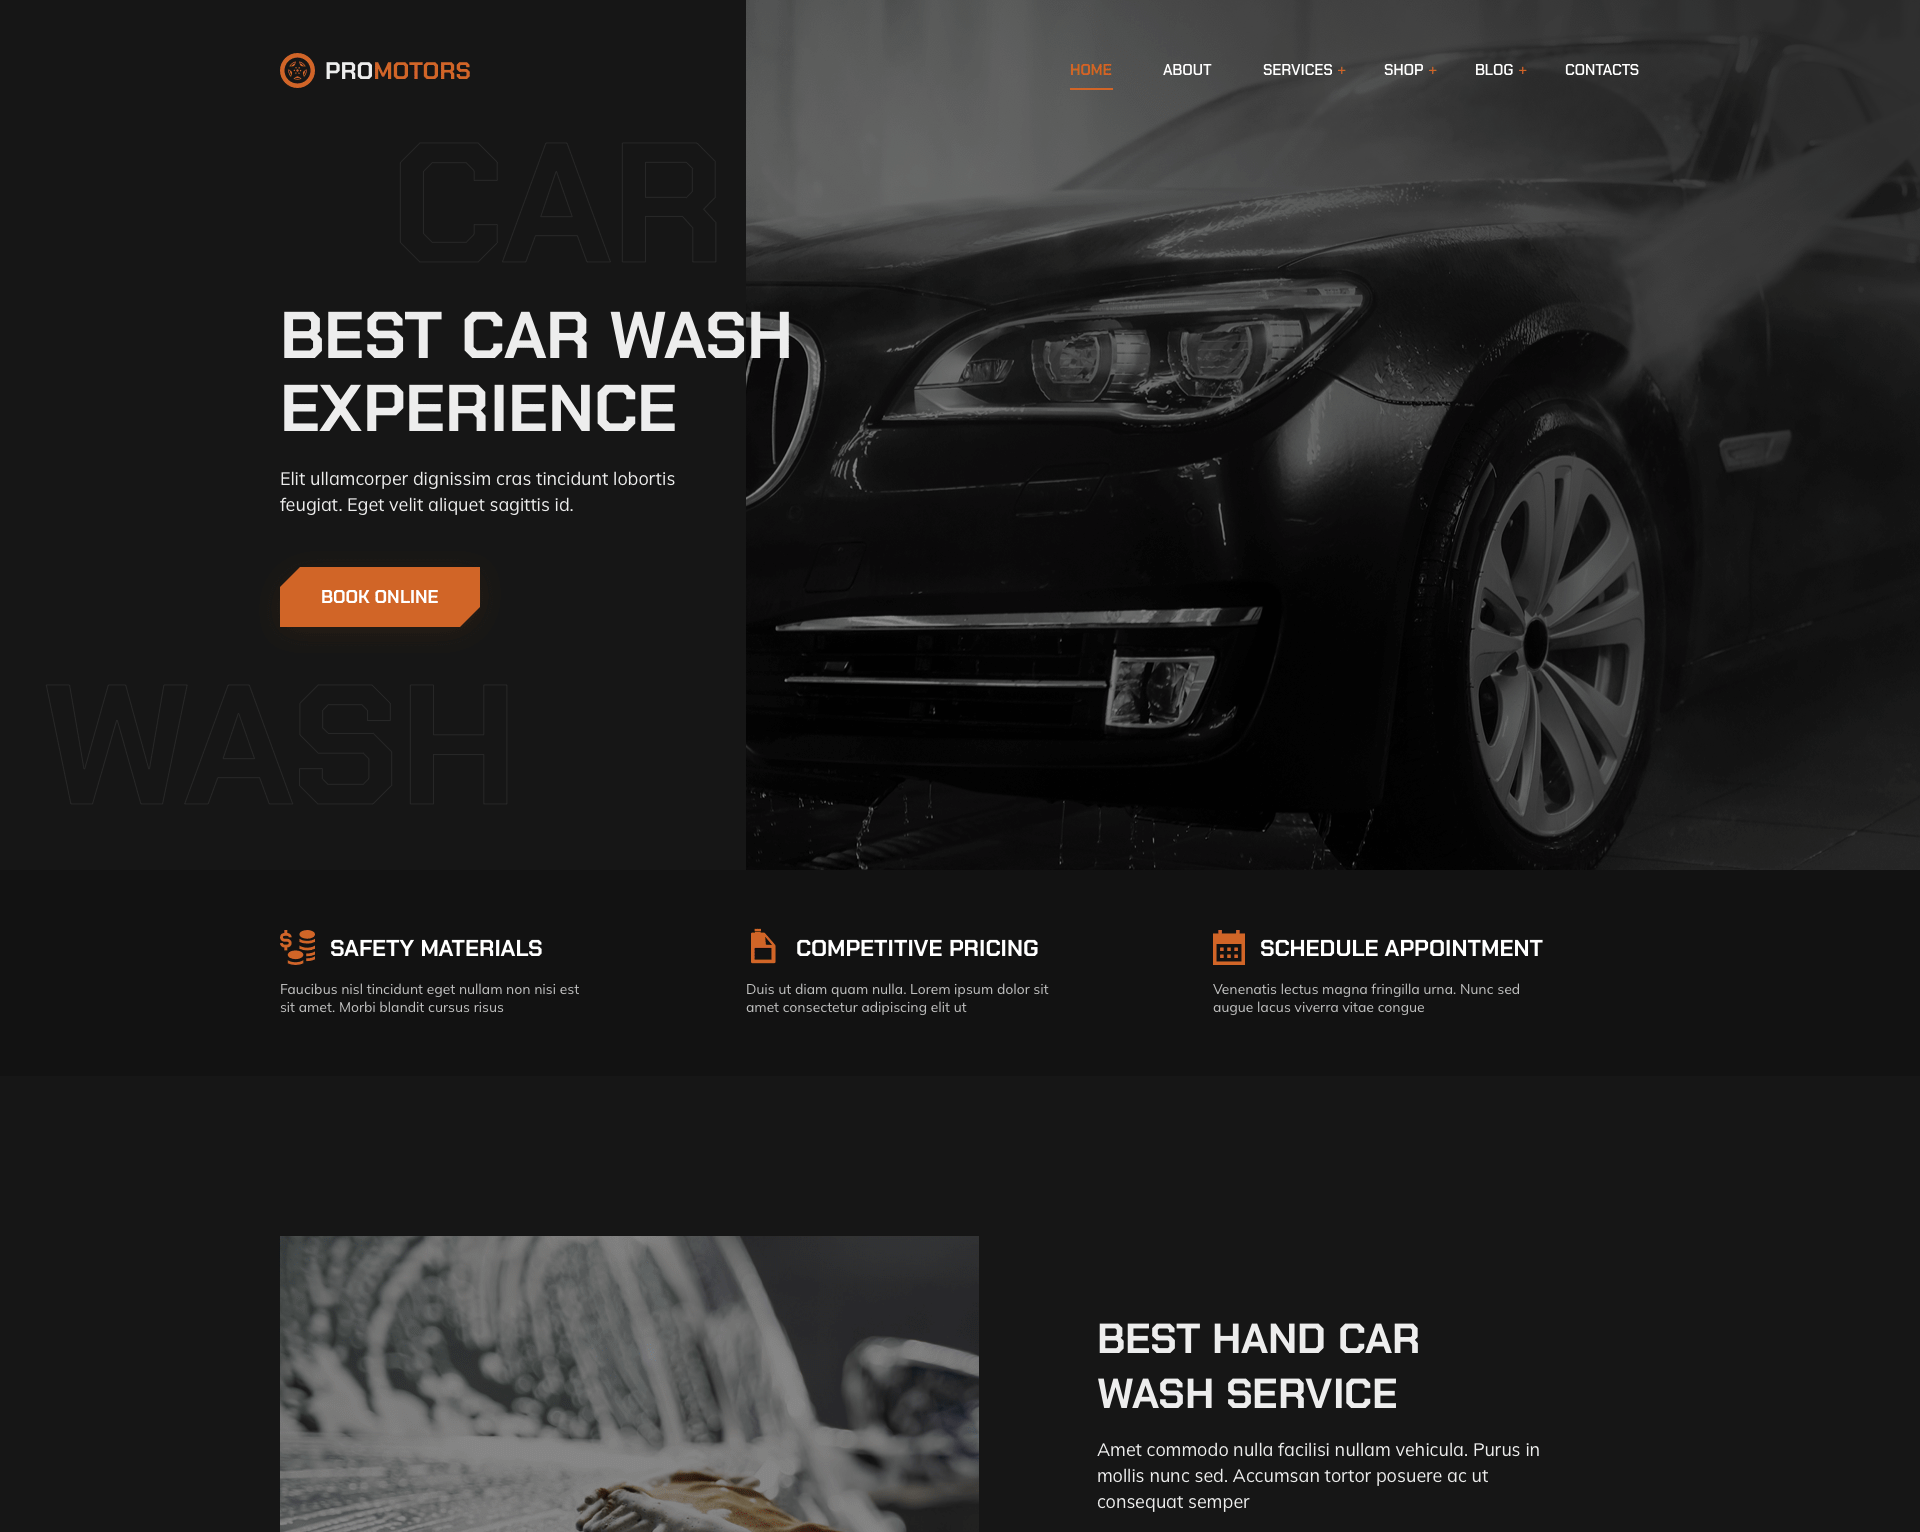 PROMOTORS
HOME ABOUT SERVICES + SHOP + BLOG + CONTACTS
CAR
BEST CAR WASH
EXPERIENCE
Elit ullamcorper dignissim cras tincidunt lobortis
feugiat. Eget velit aliquet sagittis id.
BOOK ONLINE
WASH
SAFETY MATERIALS
Faucibus nisl tincidunt eget nullam non nisi est
sit amet. Morbi blandit cursus risus
COMPETITIVE PRICING
Duis ut diam quam nulla. Lorem ipsum dolor sit
amet consectetur adipiscing elit ut
SCHEDULE APPOINTMENT
Venenatis lectus magna fringilla urna. Nunc sed
augue lacus viverra vitae congue
BEST HAND CAR
WASH SERVICE
Amet commodo nulla facilisi nullam vehicula. Purus in
mollis nunc sed. Accumsan tortor posuere ac ut
consequat semper